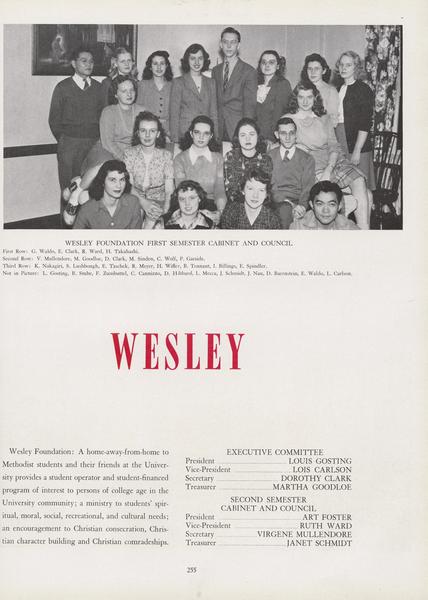 WESLEY FOUNDATION FIRST SEMESTER CABINET AND COUNCIL
First Row: G. Waldo, E. Clark, R. Ward, H. Takahashi.
Second Row: V. Mullendore, M. Goodloe, D. Clark, M. Sinden, C. Wolf, P. Garside.
Third Row: K. Nakagiri, S. Lashbough, E. Taschek, R. Meyer, H. Wiffer, B. Tennant, J. Billings, E. Spindler.
Not in Picture: L. Gosting, B. Stube, F. Zumbuttel, C. Cannizzo, D. Hibbard, L. Mecca, J. Schmidt, J. Nau, D. Bernstein, E. Waldo, L. Carlson.
WESLEY
Wesley Foundation: A home-away-from-home to
Methodist students and their friends at the Univer-
sity provides a student operator and student-financed
program of interest to persons of college age in the
University community; a ministry to students' spir-
itual, moral, social, recreational, and cultural needs;
an encouragement to Christian consecration, Chris-
tian character building and Christian comradeships.
EXECUTIVE COMMITTEE
President LOUIS GOSTING
Vice-President LOIS CARLSON
Secretary DOROTHY CLARK
Treasurer MARTHA GOODLOE
SECOND SEMESTER
CABINET AND COUNCIL
President ART FOSTER
Vice-President RUTH WARD
Secretary VIRGENE MULLENDORE
Treasurer JANET SCHMIDT
255